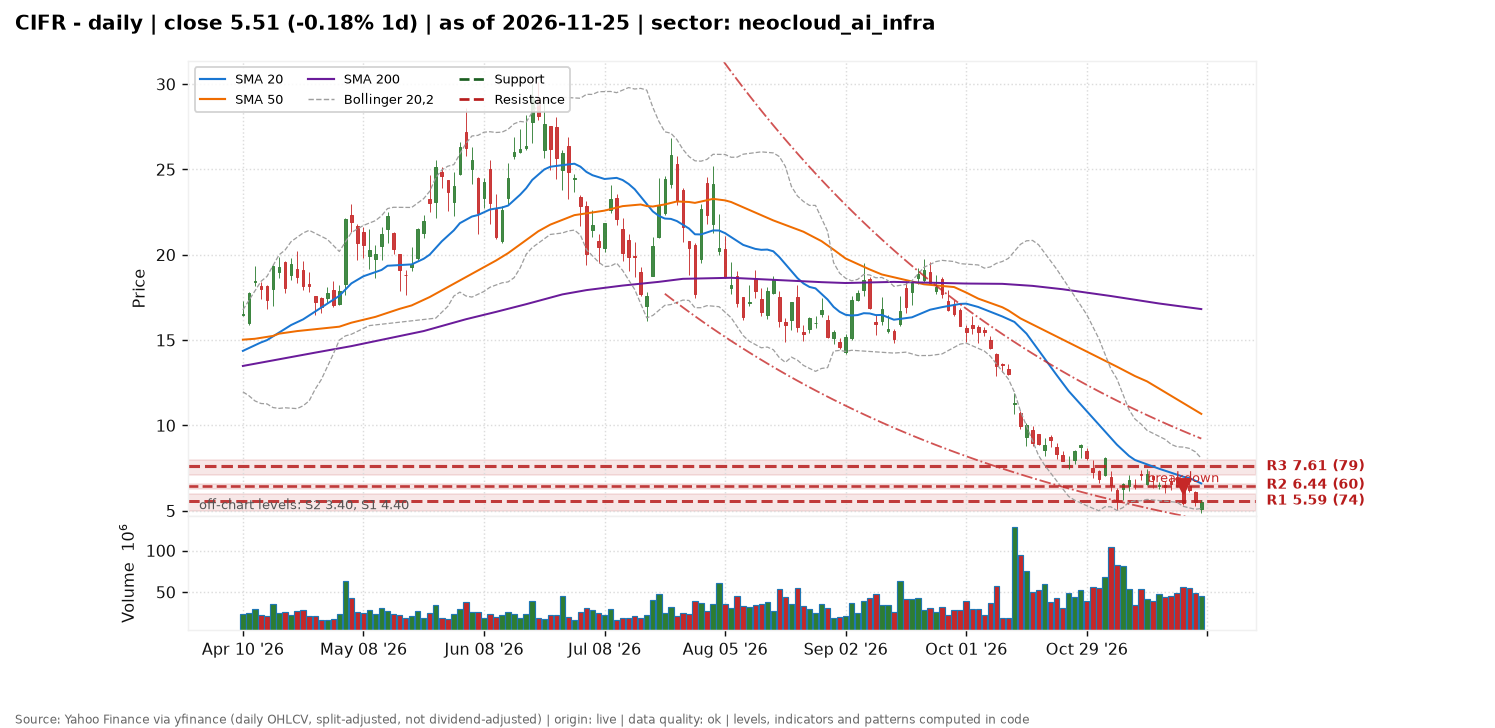 CIFR - daily | close 5.51 (-0.18% 1d) | as of 2026-11-25 | sector: neocloud_ai_infra
SMA 20
SMA 50
SMA 200
Bollinger 20,2
Support
Resistance
Price
30
25
20
15
10
5
breakdown
R3 7.61 (79)
R2 6.44 (60)
R1 5.59 (74)
off-chart levels: S2 3.40, S1 4.40
Volume 10^6
100
50
Apr 10 '26
May 08 '26
Jun 08 '26
Jul 08 '26
Aug 05 '26
Sep 02 '26
Oct 01 '26
Oct 29 '26
Source: Yahoo Finance via yfinance (daily OHLCV, split-adjusted, not dividend-adjusted) | origin: live | data quality: ok | levels, indicators and patterns computed in code